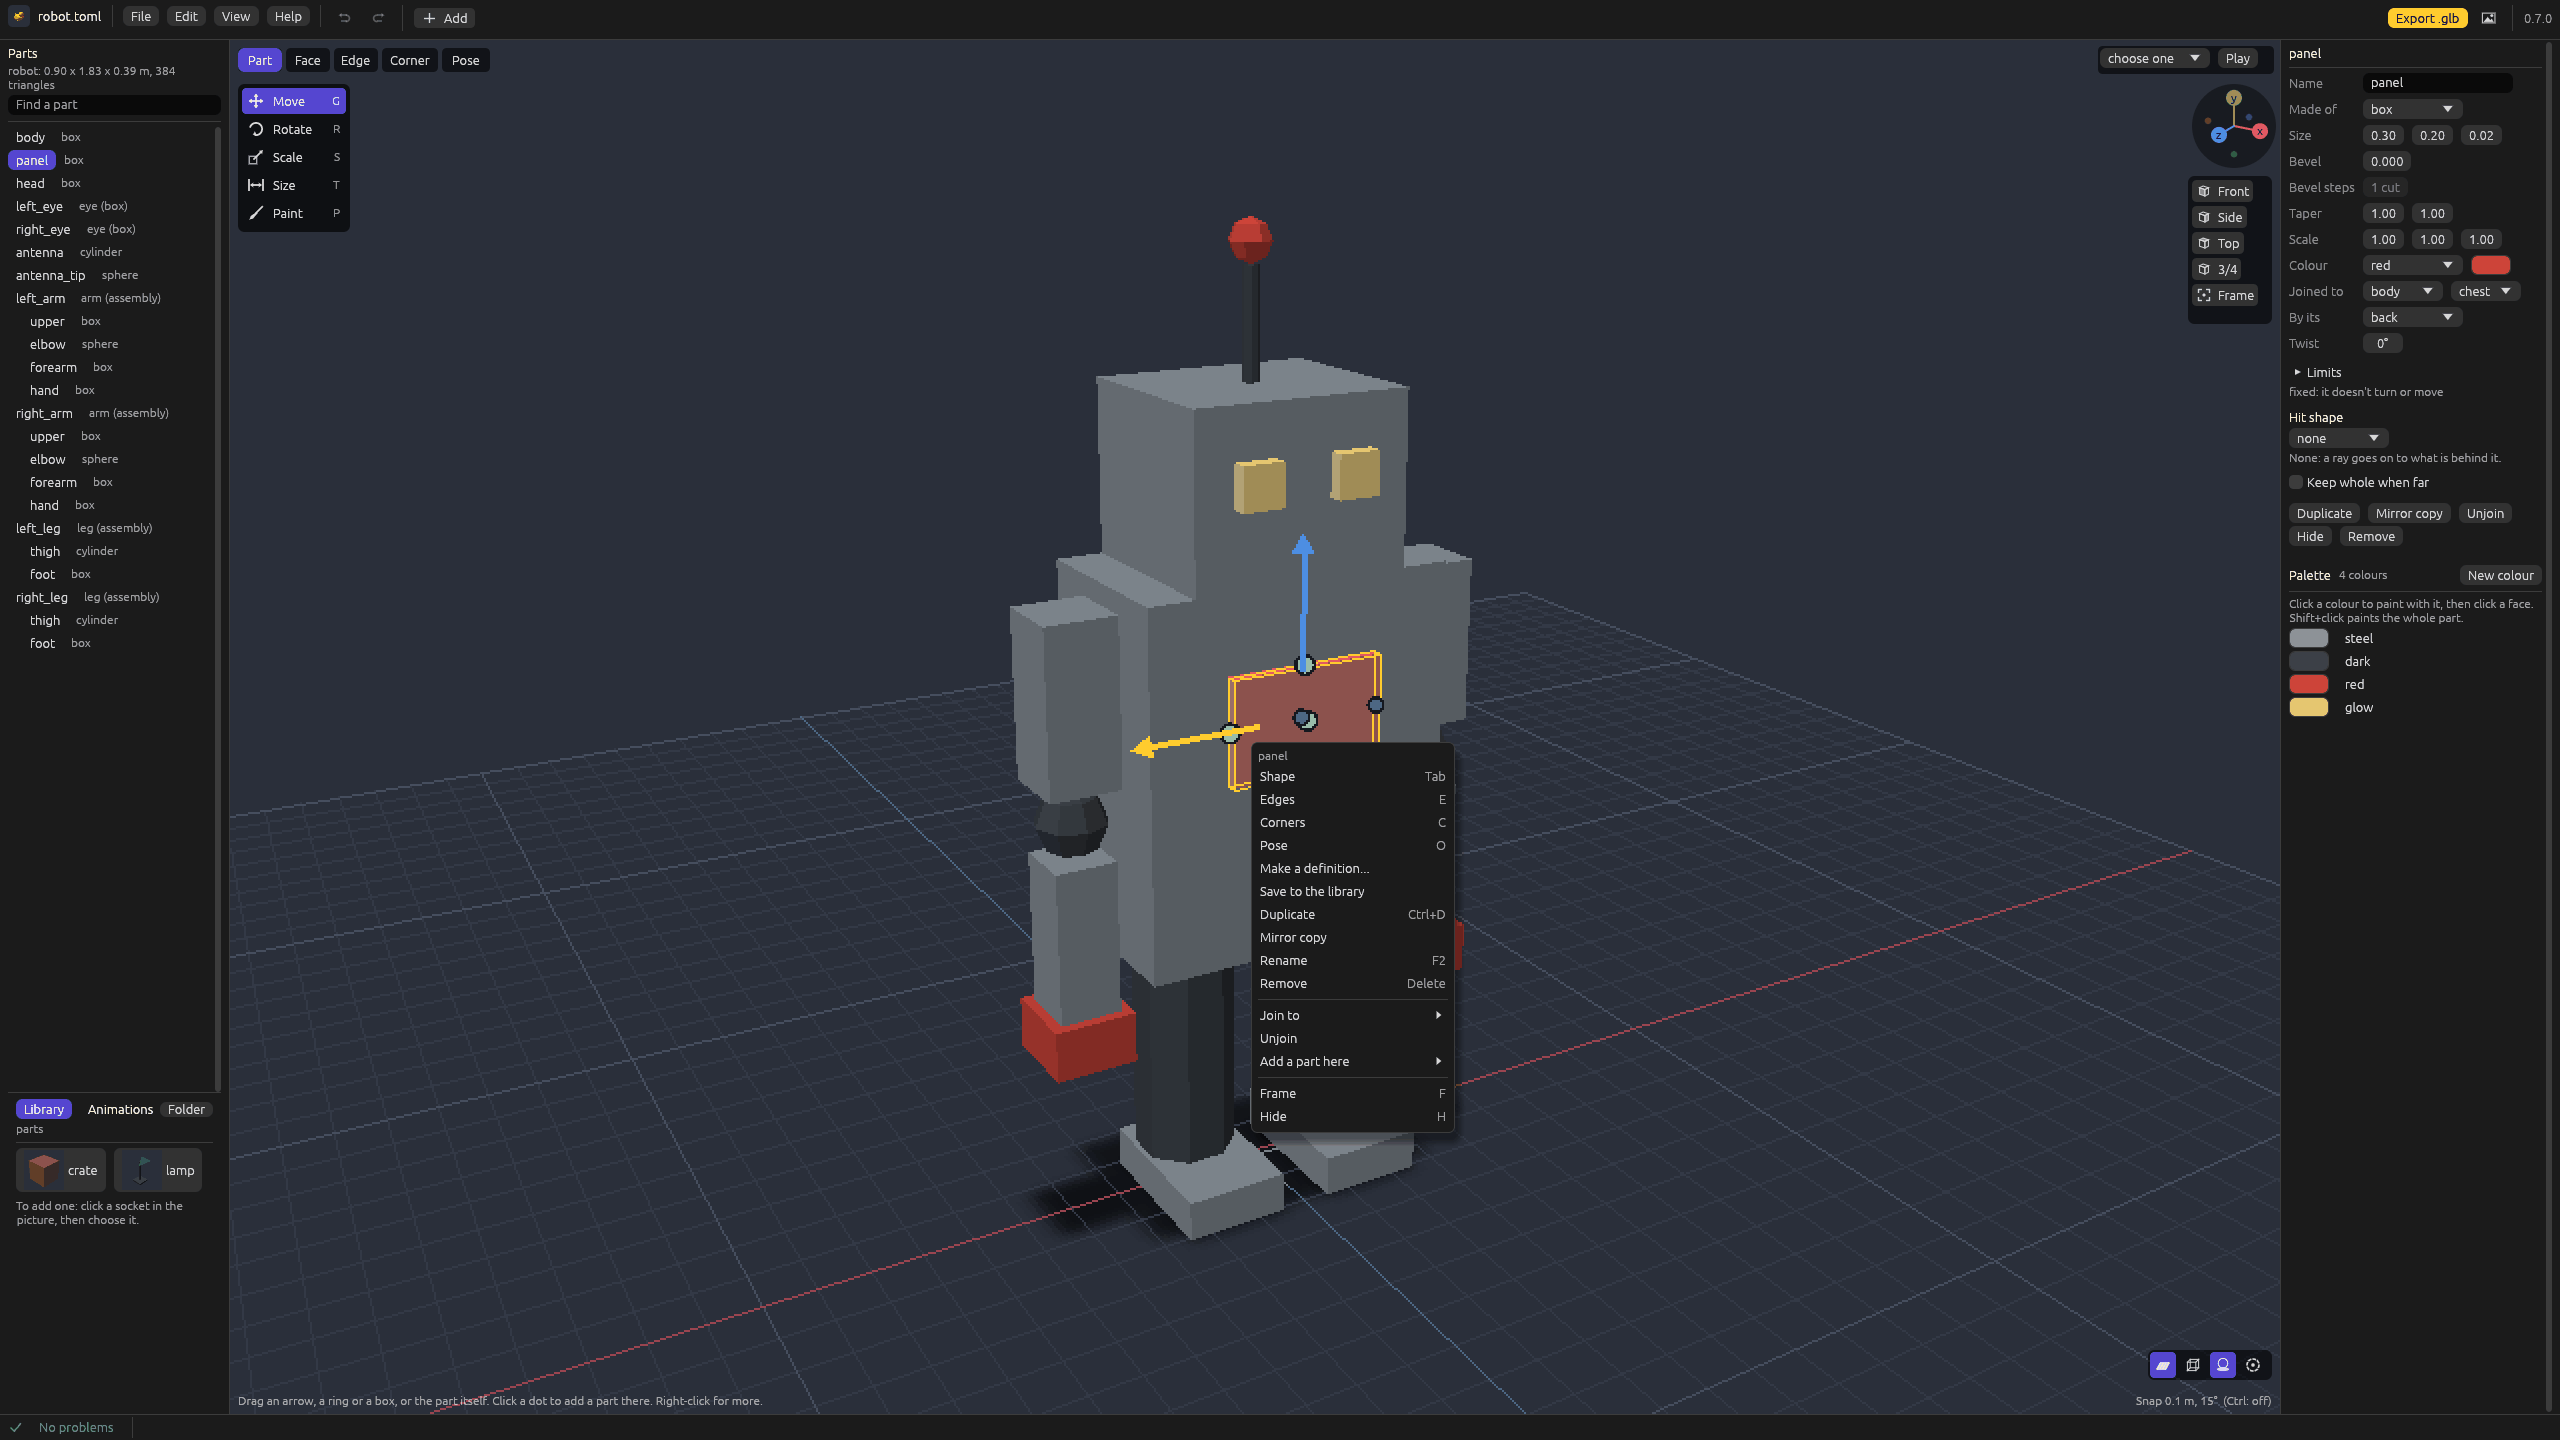 robot.toml File Edit View Help + Add Export .glb 0.7.0
Parts
robot: 0.90 x 1.83 x 0.39 m, 384
triangles
Find a part
body box
panel box
head box
left_eye eye (box)
right_eye eye (box)
antenna cylinder
antenna_tip sphere
left_arm arm (assembly)
upper box
elbow sphere
forearm box
hand box
right_arm arm (assembly)
upper box
elbow sphere
forearm box
hand box
left_leg leg (assembly)
thigh cylinder
foot box
right_leg leg (assembly)
thigh cylinder
foot box
Library Animations Folder
parts
crate lamp
To add one: click a socket in the
picture, then choose it.
Part Face Edge Corner Pose
Move G
Rotate R
Scale S
Size T
Paint P
choose one Play
y
z x
Front
Side
Top
3/4
Frame
panel
Shape Tab
Edges E
Corners C
Pose O
Make a definition...
Save to the library
Duplicate Ctrl+D
Mirror copy
Rename F2
Remove Delete
Join to
Unjoin
Add a part here
Frame F
Hide H
Drag an arrow, a ring or a box, or the part itself. Click a dot to add a part there. Right-click for more.
Snap 0.1 m, 15° (Ctrl: off)
panel
Name panel
Made of box
Size 0.30 0.20 0.02
Bevel 0.000
Bevel steps 1 cut
Taper 1.00 1.00
Scale 1.00 1.00 1.00
Colour red
Joined to body chest
By its back
Twist 0°
Limits
fixed: it doesn't turn or move
Hit shape
none
None: a ray goes on to what is behind it.
Keep whole when far
Duplicate Mirror copy Unjoin
Hide Remove
Palette 4 colours New colour
Click a colour to paint with it, then click a face.
Shift+click paints the whole part.
steel
dark
red
glow
No problems